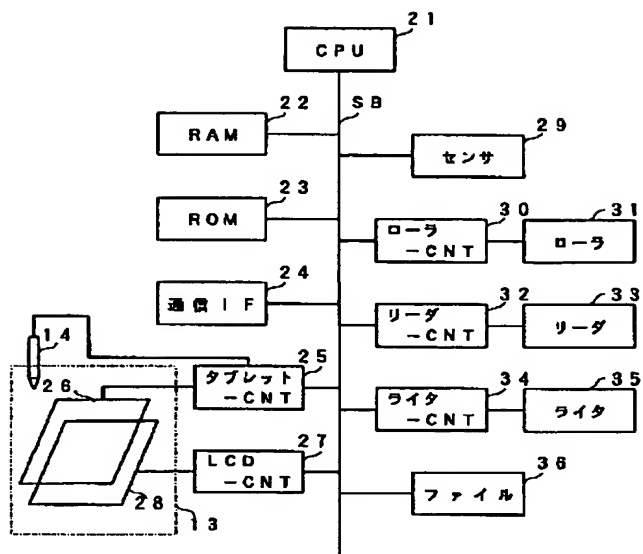 21
CPU
22
SB
RAM
29
センサ
23
ROM
30
ローラ
-CNT
31
ローラ
24
通信IF
32
リーダ
-CNT
33
リーダ
14
25
タブレット
-CNT
26
34
ライタ
-CNT
35
ライタ
27
LCD
-CNT
28
13
36
ファイル